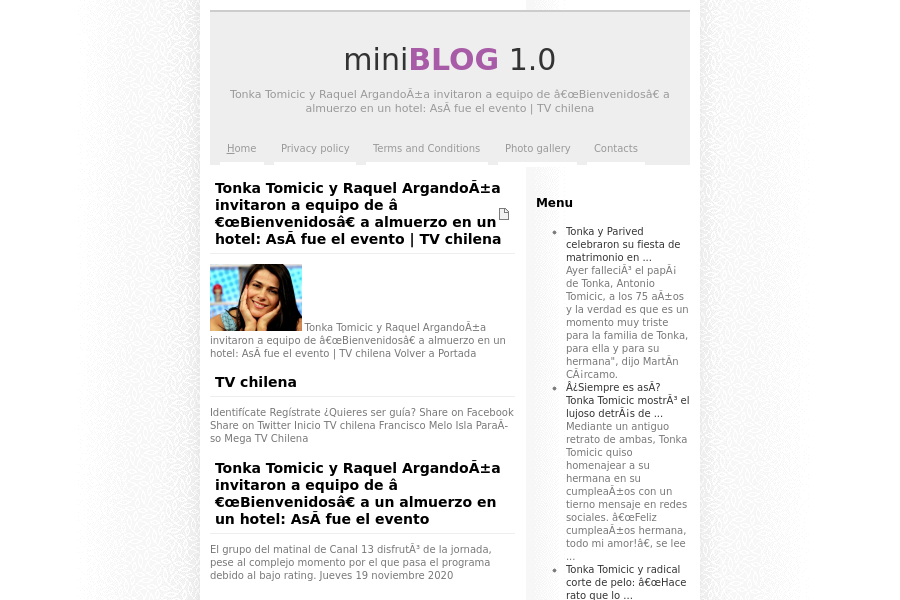 miniBLOG 1.0
Tonka Tomicic y Raquel ArgandoÃ±a invitaron a equipo de â€œBienvenidosâ€ a
almuerzo en un hotel: AsÃ­ fue el evento | TV chilena
Home Privacy policy Terms and Conditions Photo gallery Contacts
Tonka Tomicic y Raquel ArgandoÃ±a
invitaron a equipo de â
€œBienvenidosâ€ a almuerzo en un
hotel: AsÃ­ fue el evento | TV chilena
Tonka Tomicic y Raquel ArgandoÃ±a
invitaron a equipo de â€œBienvenidosâ€ a almuerzo en un
hotel: AsÃ­ fue el evento | TV chilena Volver a Portada
TV chilena
Identifícate Regístrate ¿Quieres ser guía? Share on Facebook
Share on Twitter Inicio TV chilena Francisco Melo Isla ParaÃ-
so Mega TV Chilena
Tonka Tomicic y Raquel ArgandoÃ±a
invitaron a equipo de â
€œBienvenidosâ€ a un almuerzo en
un hotel: AsÃ­ fue el evento
El grupo del matinal de Canal 13 disfrutÃ³ de la jornada,
pese al complejo momento por el que pasa el programa
debido al bajo rating. Jueves 19 noviembre 2020
Menu
Tonka y Parived
celebraron su fiesta de
matrimonio en ...
Ayer falleciÃ³ el papÃ¡
de Tonka, Antonio
Tomicic, a los 75 aÃ±os
y la verdad es que es un
momento muy triste
para la familia de Tonka,
para ella y para su
hermana", dijo MartÃ­n
CÃ¡rcamo.
Â¿Siempre es asÃ­?
Tonka Tomicic mostrÃ³ el
lujoso detrÃ¡s de ...
Mediante un antiguo
retrato de ambas, Tonka
Tomicic quiso
homenajear a su
hermana en su
cumpleaÃ±os con un
tierno mensaje en redes
sociales. â€œFeliz
cumpleaÃ±os hermana,
todo mi amor!â€, se lee
...
Tonka Tomicic y radical
corte de pelo: â€œHace
rato que lo ...